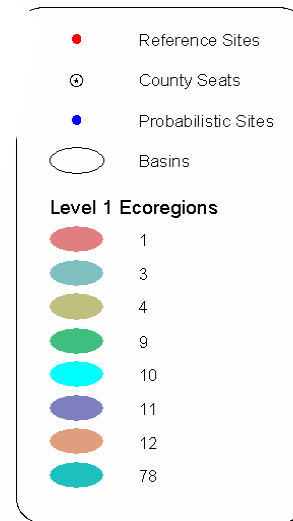 Reference Sites
County Seats
Probabilistic Sites
Basins
Level 1 Ecoregions
1
3
4
9
10
11
12
78